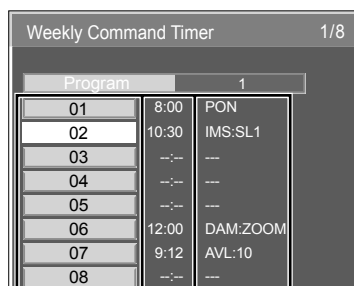 Weekly Command Timer 1/8
Program 1
01 8:00 PON
02 10:30 IMS:SL1
03 --:-- ---
04 --:-- ---
05 --:-- ---
06 12:00 DAM:ZOOM
07 9:12 AVL:10
08 --:-- ---